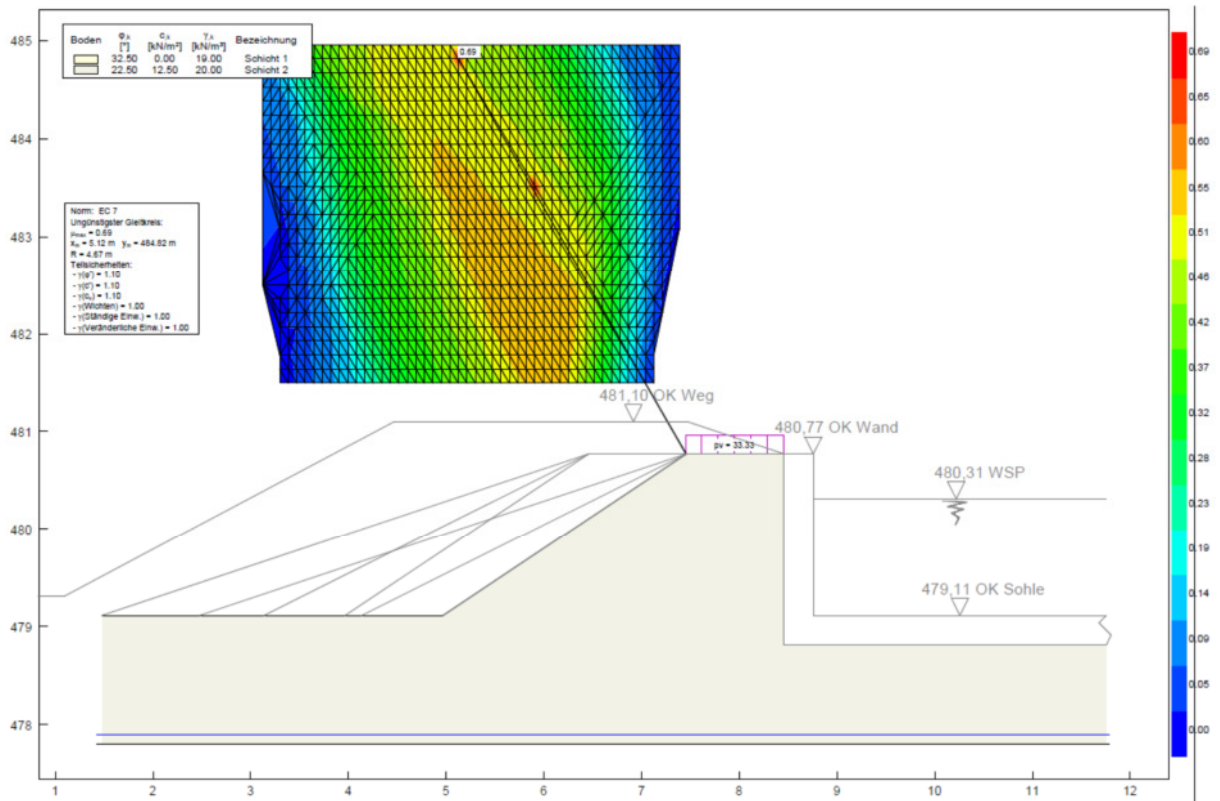 Boden φ,k [°] c,k [kN/m²] γ,k [kN/m³] Bezeichnung
32.50 0.00 19.00 Schicht 1
22.50 12.50 20.00 Schicht 2
0.69
Norm: EC 7
Ungünstigster Gleitkreis:
μmax = 0.69
xm = 5.12 m ym = 484.82 m
R = 4.67 m
Teilsicherheiten:
- γ(φ') = 1.10
- γ(c') = 1.10
- γ(cu) = 1.10
- γ(Wichten) = 1.00
- γ(Ständige Einw.) = 1.00
- γ(Veränderliche Einw.) = 1.00
481,10 OK Weg
480,77 OK Wand
pv = 33.33
480,31 WSP
479,11 OK Sohle
485
484
483
482
481
480
479
478
1 2 3 4 5 6 7 8 9 10 11 12
0.69
0.65
0.60
0.55
0.51
0.46
0.42
0.37
0.32
0.28
0.23
0.19
0.14
0.09
0.05
0.00